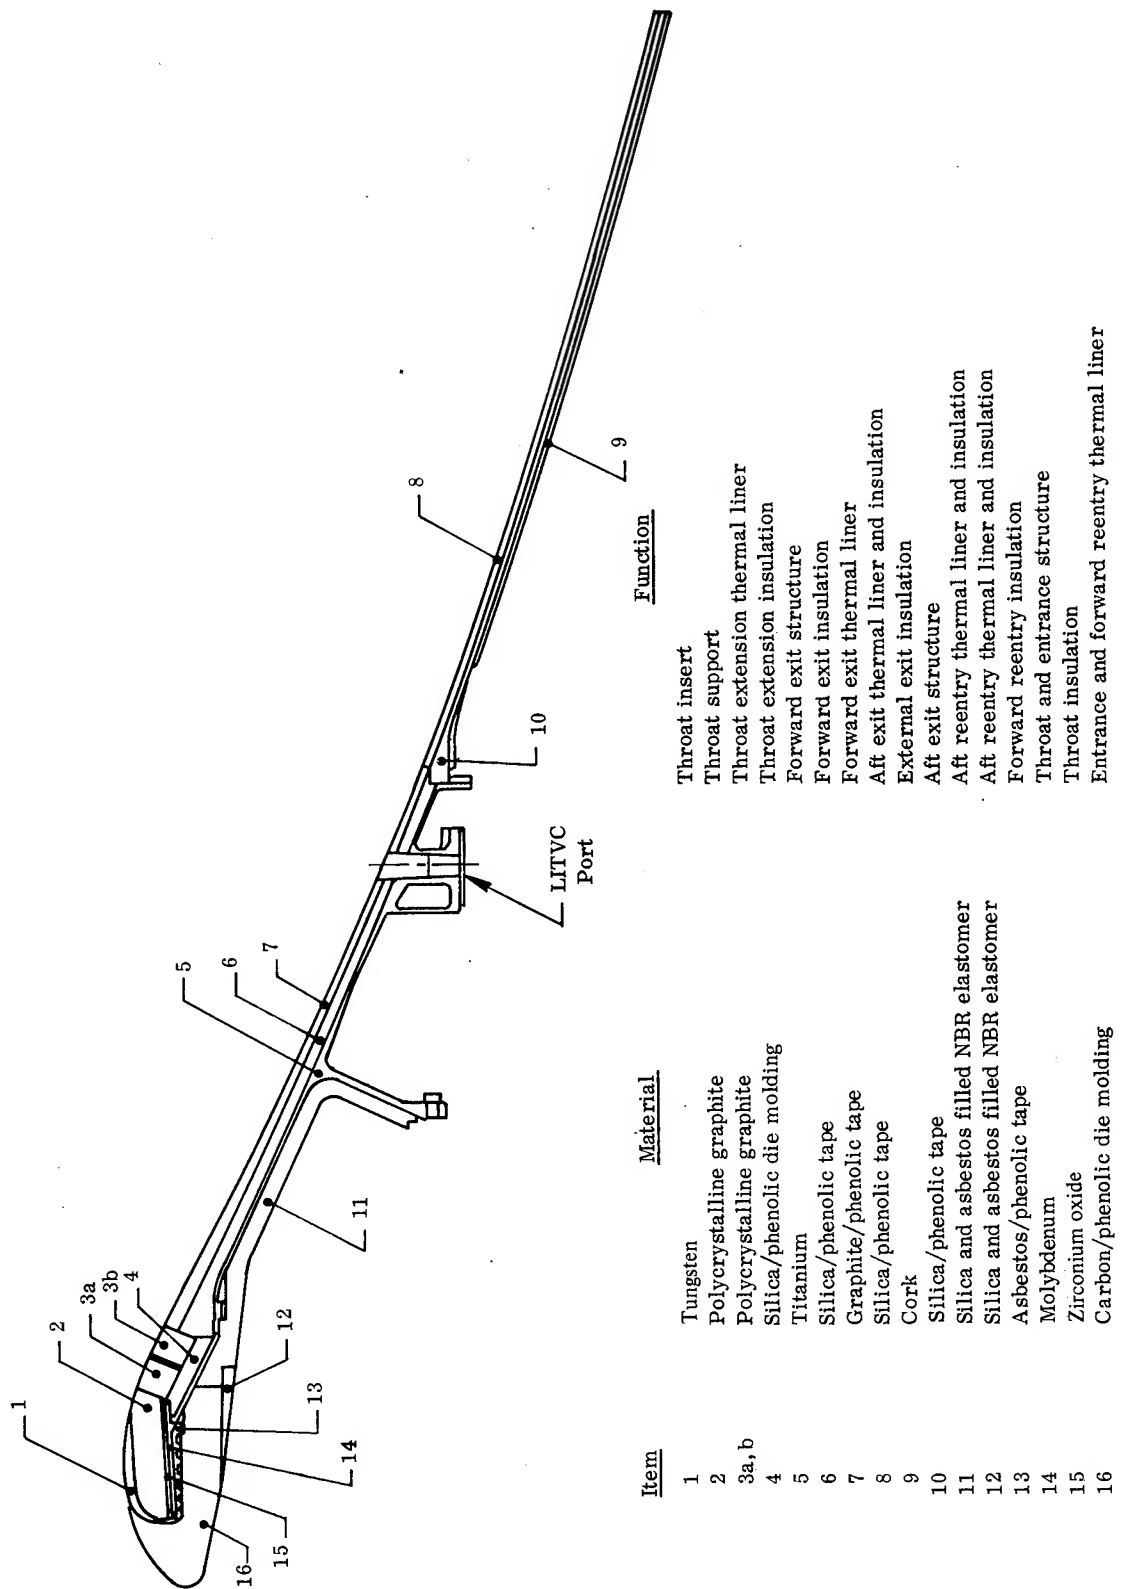 1
2
3a
3b
4
5
6
7
8
9
10
11
12
13
14
15
16
LITVC
Port
Item Material Function
1 Tungsten Throat insert
2 Polycrystalline graphite Throat support
3a,b Polycrystalline graphite Throat extension thermal liner
4 Silica/phenolic die molding Throat extension insulation
5 Titanium Forward exit structure
6 Silica/phenolic tape Forward exit insulation
7 Graphite/phenolic tape Forward exit thermal liner
8 Silica/phenolic tape Aft exit thermal liner and insulation
9 Cork External exit insulation
10 Silica/phenolic tape Aft exit structure
11 Silica and asbestos filled NBR elastomer Aft reentry thermal liner and insulation
12 Silica and asbestos filled NBR elastomer Aft reentry thermal liner and insulation
13 Asbestos/phenolic tape Forward reentry insulation
14 Molybdenum Throat and entrance structure
15 Zirconium oxide Throat insulation
16 Carbon/phenolic die molding Entrance and forward reentry thermal liner